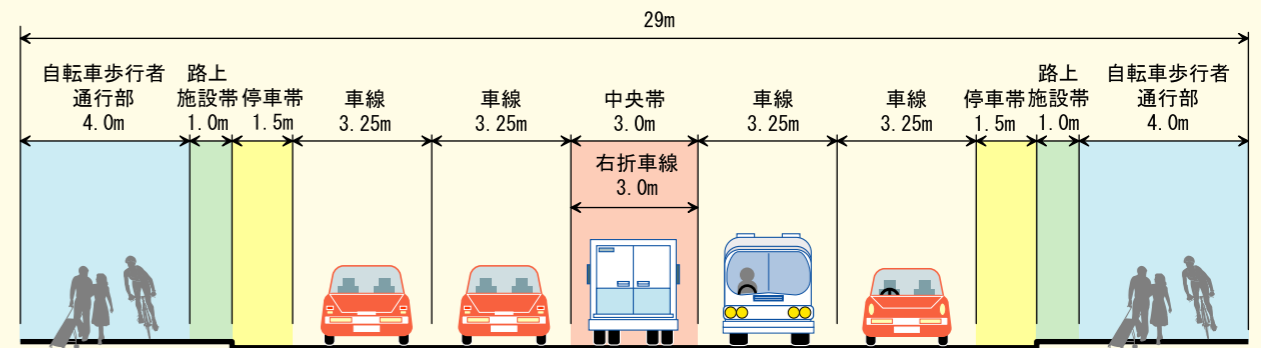 29m
自転車歩行者
通行部
4.0m
路上
施設帯
1.0m
停車帯
1.5m
車線
3.25m
車線
3.25m
中央帯
3.0m
右折車線
3.0m
車線
3.25m
車線
3.25m
停車帯
1.5m
路上
施設帯
1.0m
自転車歩行者
通行部
4.0m